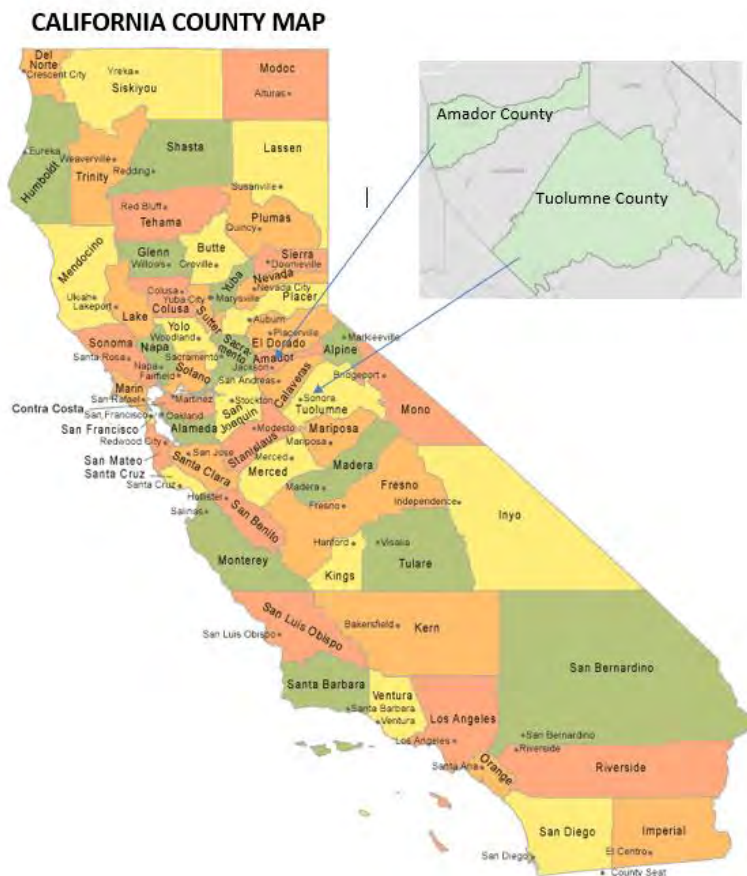 CALIFORNIA COUNTY MAP
Del
Norte
Crescent City
Yreka
Siskiyou
Modoc
Alturas
Amador County
Tuolumne County
Eureka
Humboldt
Weaverville
Trinity
Shasta
Redding
Lassen
Susanville
Red Bluff
Tehama
Plumas
Quincy
Mendocino
Glenn
Willows
Butte
Oroville
Sierra
Downieville
Yuba
Nevada
Nevada City
Ukiah
Lakeport
Lake
Colusa
Colusa
Yuba City
Marysville
Sutter
Placer
Auburn
Yolo
Woodland
Placerville
El Dorado
Sonoma
Santa Rosa
Napa
Napa
Sacramento
Sacra-
mento
Amador
Jackson
Alpine
Markleeville
Fairfield
Solano
San Andreas
Calaveras
Bridgeport
Marin
San Rafael
Martinez
Stockton
San
Joaquin
Sonora
Tuolumne
Mono
Contra Costa
San Francisco
Oakland
San Francisco
Alameda
Modesto
Stanislaus
Mariposa
Mariposa
Redwood City
San Jose
San Mateo
Santa Clara
Merced
Merced
Madera
Madera
Santa Cruz
Santa Cruz
Fresno
Fresno
Independence
Inyo
Hollister
Salinas
San Benito
Monterey
Hanford
Kings
Visalia
Tulare
San Luis Obispo
San Luis Obispo
Bakersfield
Kern
San Bernardino
Santa Barbara
Santa Barbara
Ventura
Ventura
Los Angeles
Los Angeles
San Bernardino
Riverside
Riverside
Santa Ana
Orange
San Diego
San Diego
Imperial
El Centro
County Seat